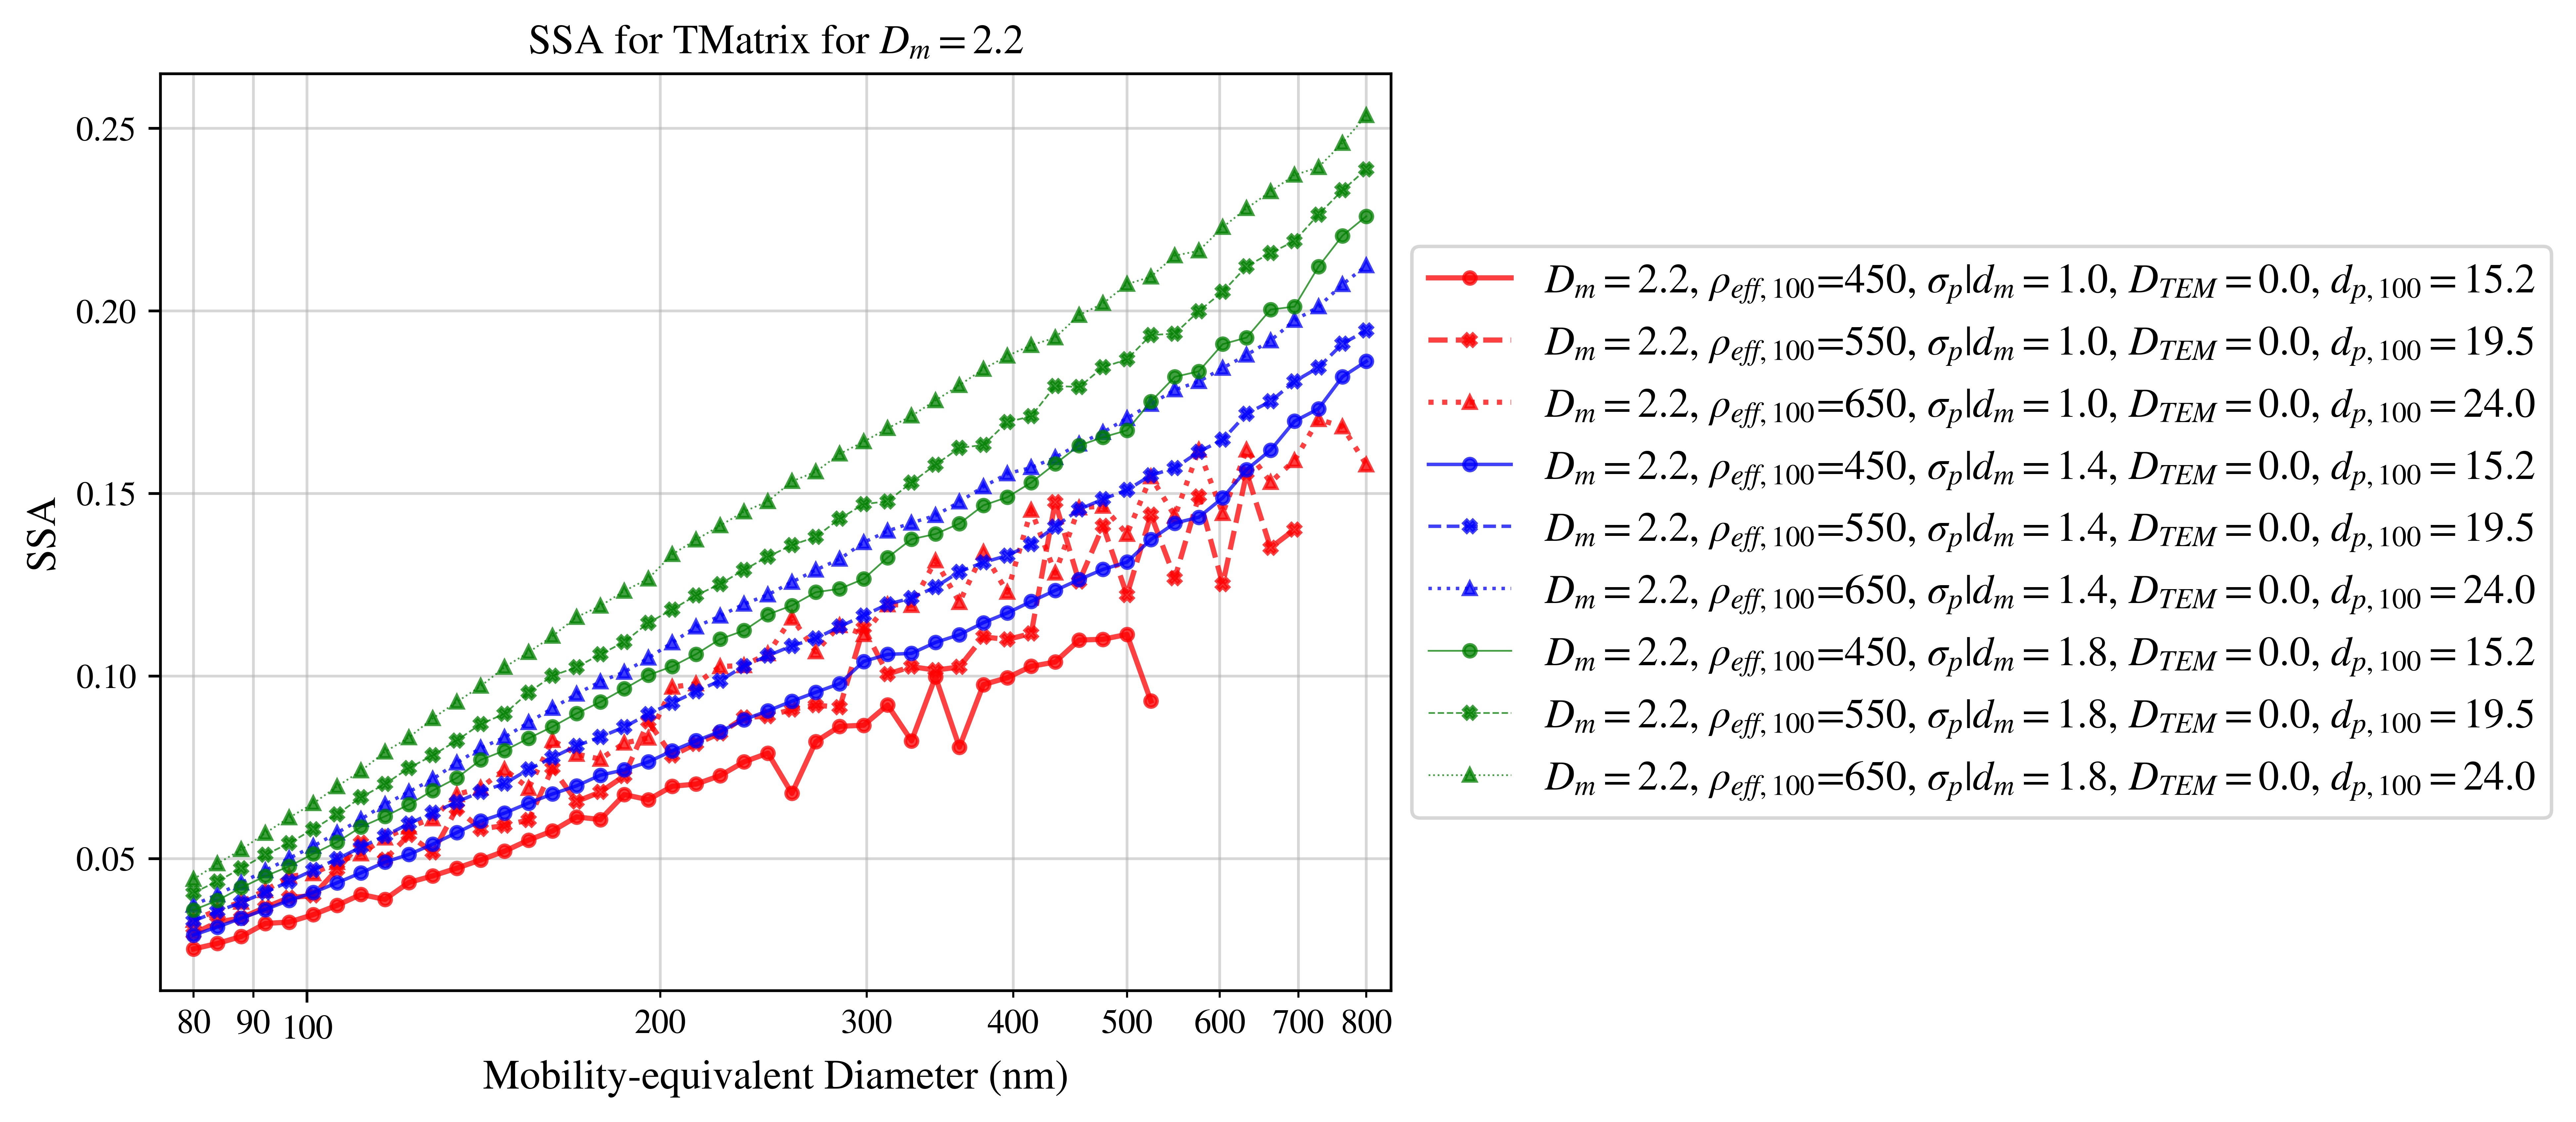 SSA for TMatrix for Dₘ = 2.2
SSA
0.25
0.20
0.15
0.10
0.05
80 90 100 200 300 400 500 600 700 800
Mobility-equivalent Diameter (nm)
D_m = 2.2, ρ_eff,100=450, σ_p|d_m = 1.0, D_TEM = 0.0, d_p,100 = 15.2
D_m = 2.2, ρ_eff,100=550, σ_p|d_m = 1.0, D_TEM = 0.0, d_p,100 = 19.5
D_m = 2.2, ρ_eff,100=650, σ_p|d_m = 1.0, D_TEM = 0.0, d_p,100 = 24.0
D_m = 2.2, ρ_eff,100=450, σ_p|d_m = 1.4, D_TEM = 0.0, d_p,100 = 15.2
D_m = 2.2, ρ_eff,100=550, σ_p|d_m = 1.4, D_TEM = 0.0, d_p,100 = 19.5
D_m = 2.2, ρ_eff,100=650, σ_p|d_m = 1.4, D_TEM = 0.0, d_p,100 = 24.0
D_m = 2.2, ρ_eff,100=450, σ_p|d_m = 1.8, D_TEM = 0.0, d_p,100 = 15.2
D_m = 2.2, ρ_eff,100=550, σ_p|d_m = 1.8, D_TEM = 0.0, d_p,100 = 19.5
D_m = 2.2, ρ_eff,100=650, σ_p|d_m = 1.8, D_TEM = 0.0, d_p,100 = 24.0